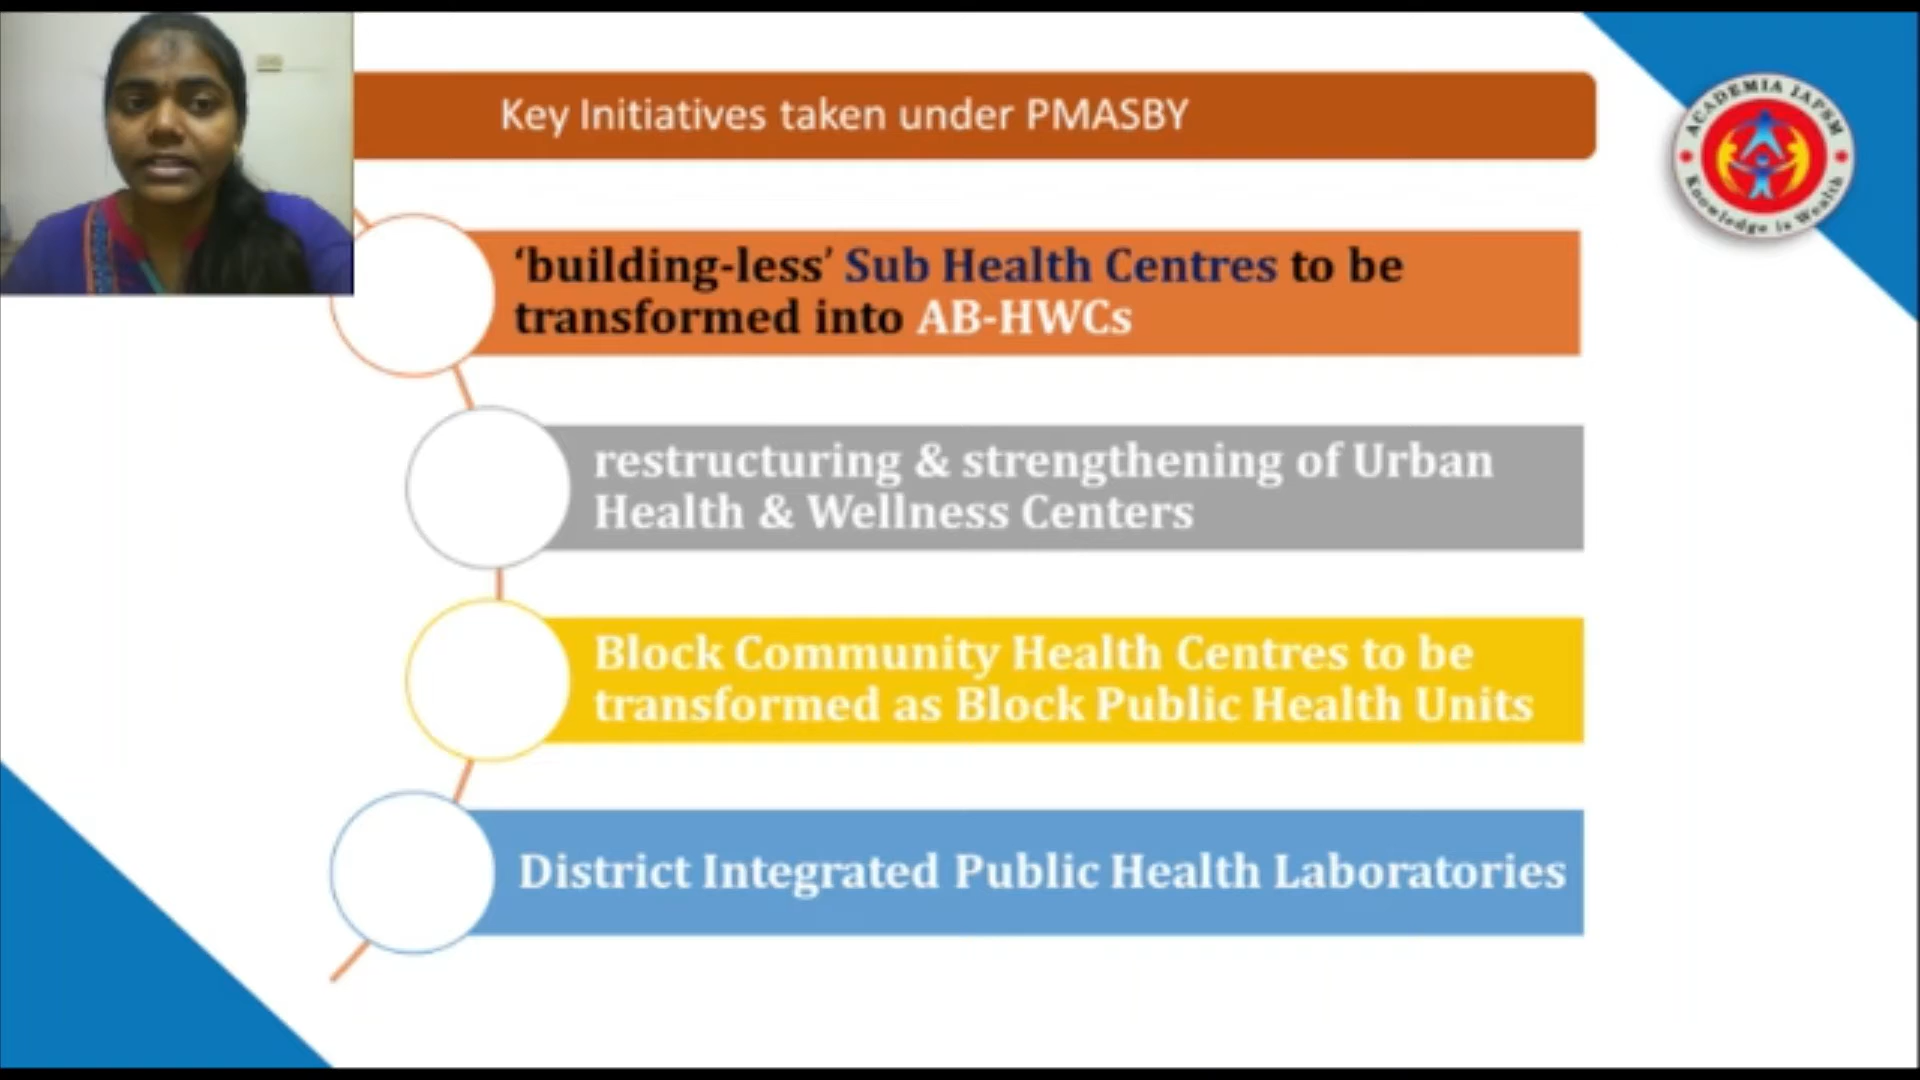 Key Initiatives taken under PMASBY
ACADEMIA IAPSM
Knowledge is Wealth
‘building-less’ Sub Health Centres to be
transformed into AB-HWCs
restructuring & strengthening of Urban
Health & Wellness Centers
Block Community Health Centres to be
transformed as Block Public Health Units
District Integrated Public Health Laboratories